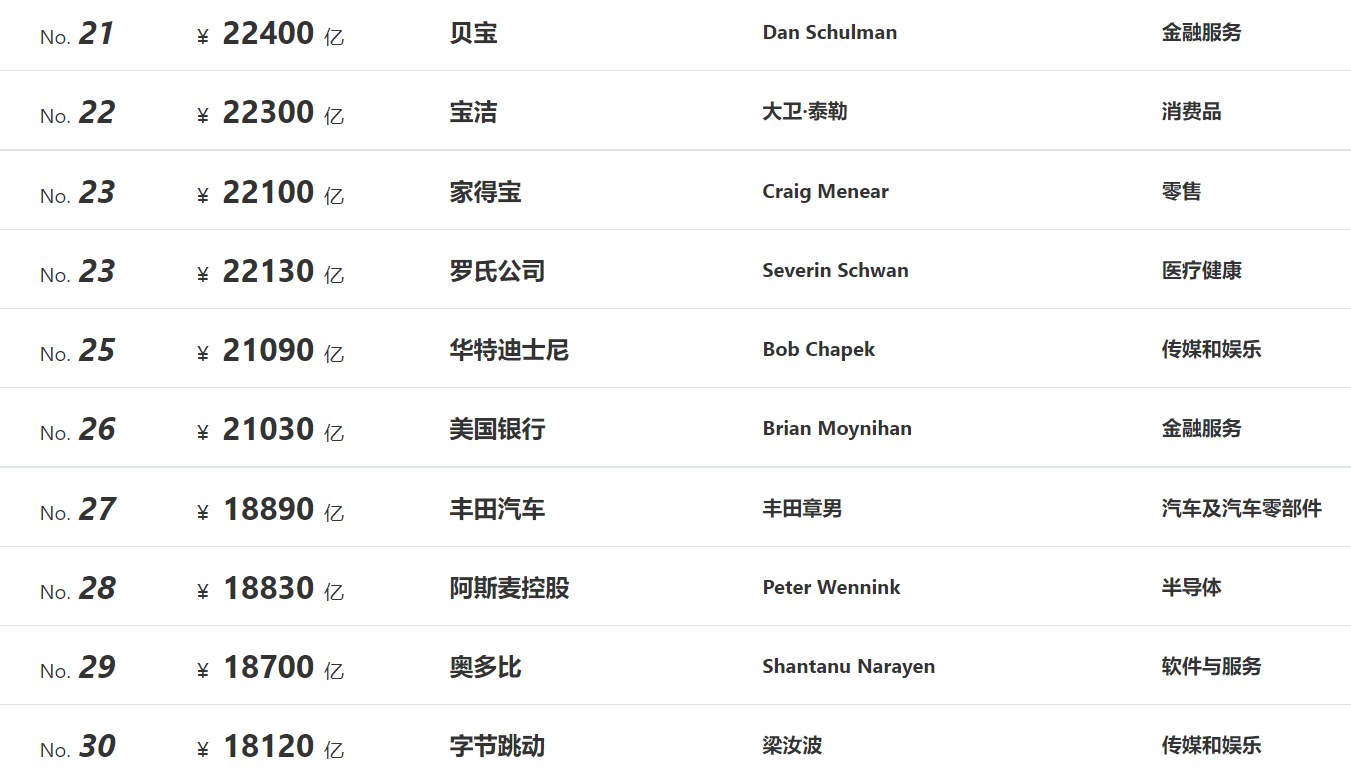 No. 21 ¥ 22400 亿 贝宝 Dan Schulman 金融服务
No. 22 ¥ 22300 亿 宝洁 大卫·泰勒 消费品
No. 23 ¥ 22100 亿 家得宝 Craig Menear 零售
No. 23 ¥ 22130 亿 罗氏公司 Severin Schwan 医疗健康
No. 25 ¥ 21090 亿 华特迪士尼 Bob Chapek 传媒和娱乐
No. 26 ¥ 21030 亿 美国银行 Brian Moynihan 金融服务
No. 27 ¥ 18890 亿 丰田汽车 丰田章男 汽车及汽车零部件
No. 28 ¥ 18830 亿 阿斯麦控股 Peter Wennink 半导体
No. 29 ¥ 18700 亿 奥多比 Shantanu Narayen 软件与服务
No. 30 ¥ 18120 亿 字节跳动 梁汝波 传媒和娱乐